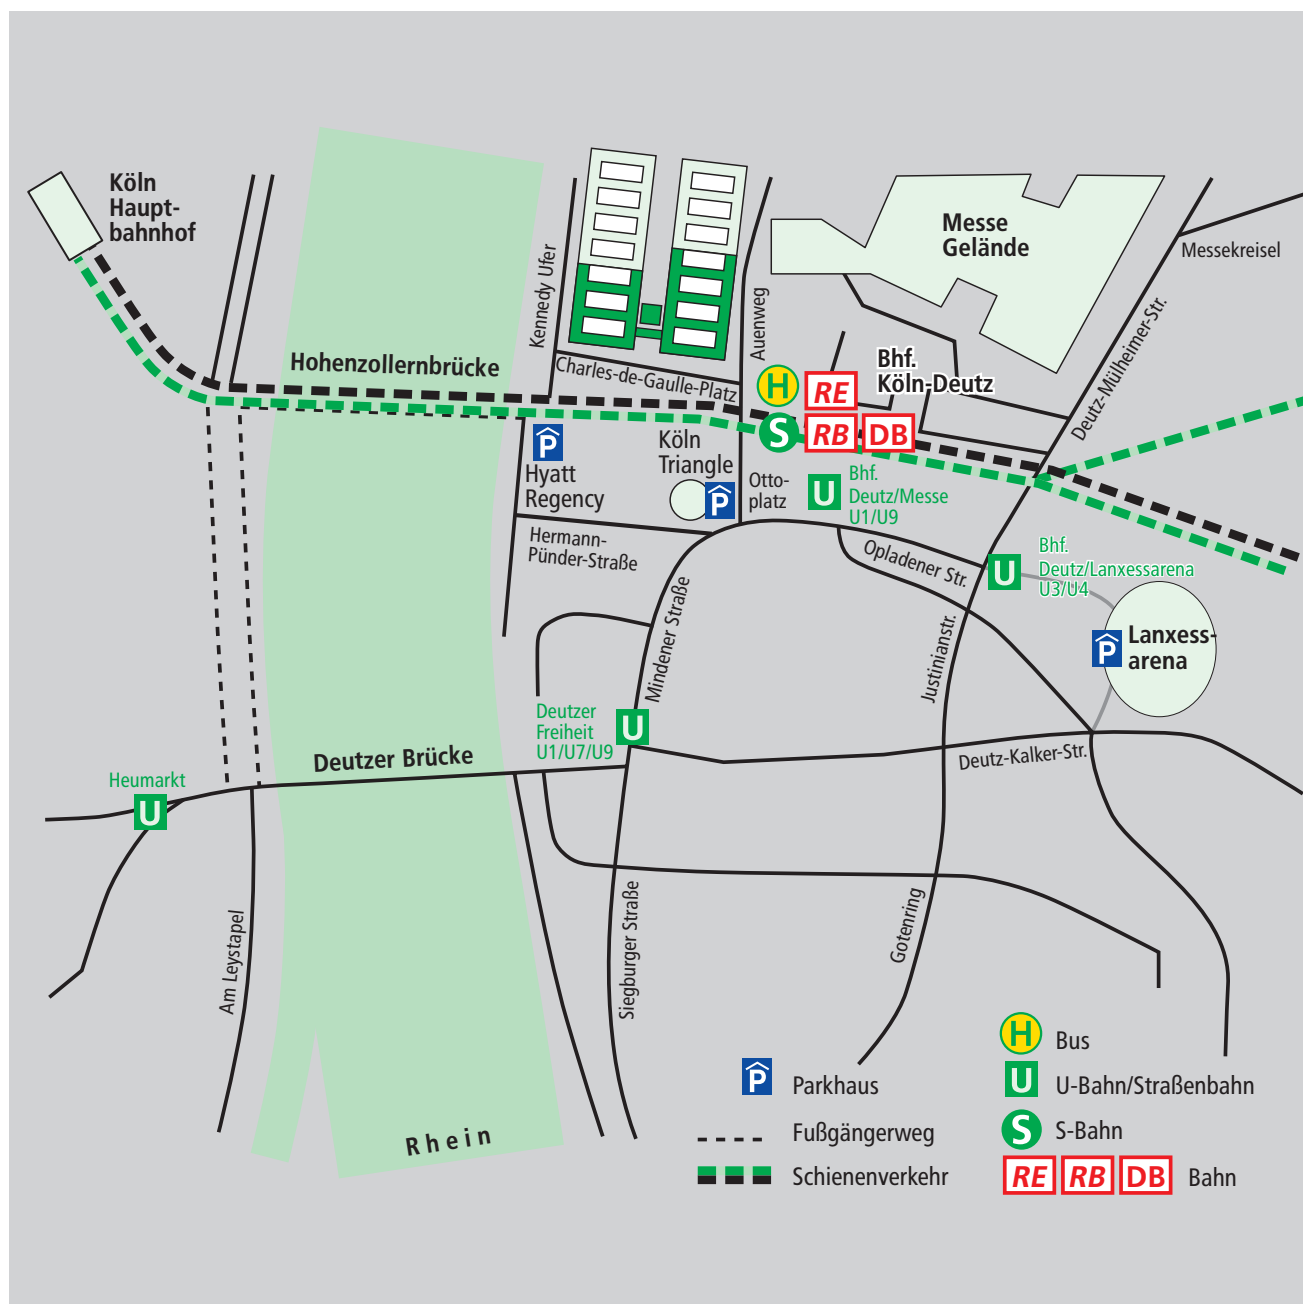 Köln
Haupt-
bahnhof
Hohenzollernbrücke
Kennedy Ufer
Charles-de-Gaulle-Platz
Auenweg
Messe
Gelände
Messekreisel
Deutz-Mülheimer-Str.
Bhf.
Köln-Deutz
H
RE
S
RB
DB
P
Hyatt
Regency
Köln
Triangle
P
Otto-
platz
U
Bhf.
Deutz/Messe
U1/U9
Hermann-
Pünder-Straße
Opladener Str.
U
Bhf.
Deutz/Lanxessarena
U3/U4
P
Lanxess-
arena
Mindener Straße
Justinianstr.
Deutzer
Freiheit
U1/U7/U9
U
Deutzer Brücke
Deutz-Kalker-Str.
Heumarkt
U
Am Leystapel
Siegburger Straße
Gotenring
Rhein
P
Parkhaus
Fußgängerweg
Schienenverkehr
H
Bus
U
U-Bahn/Straßenbahn
S
S-Bahn
RE
RB
DB
Bahn